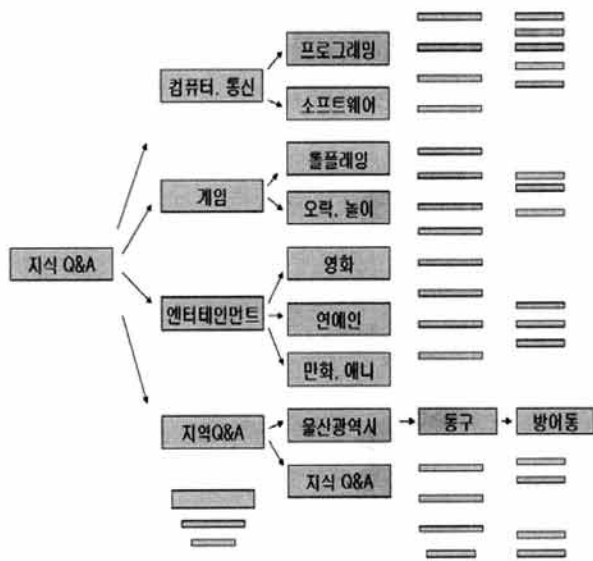 프로그래밍
컴퓨터, 통신
소프트웨어
롤플레잉
게임
오락, 놀이
지식 Q&A
영화
엔터테인먼트
연예인
만화, 애니
지역Q&A
울산광역시
동구
방어동
지식 Q&A